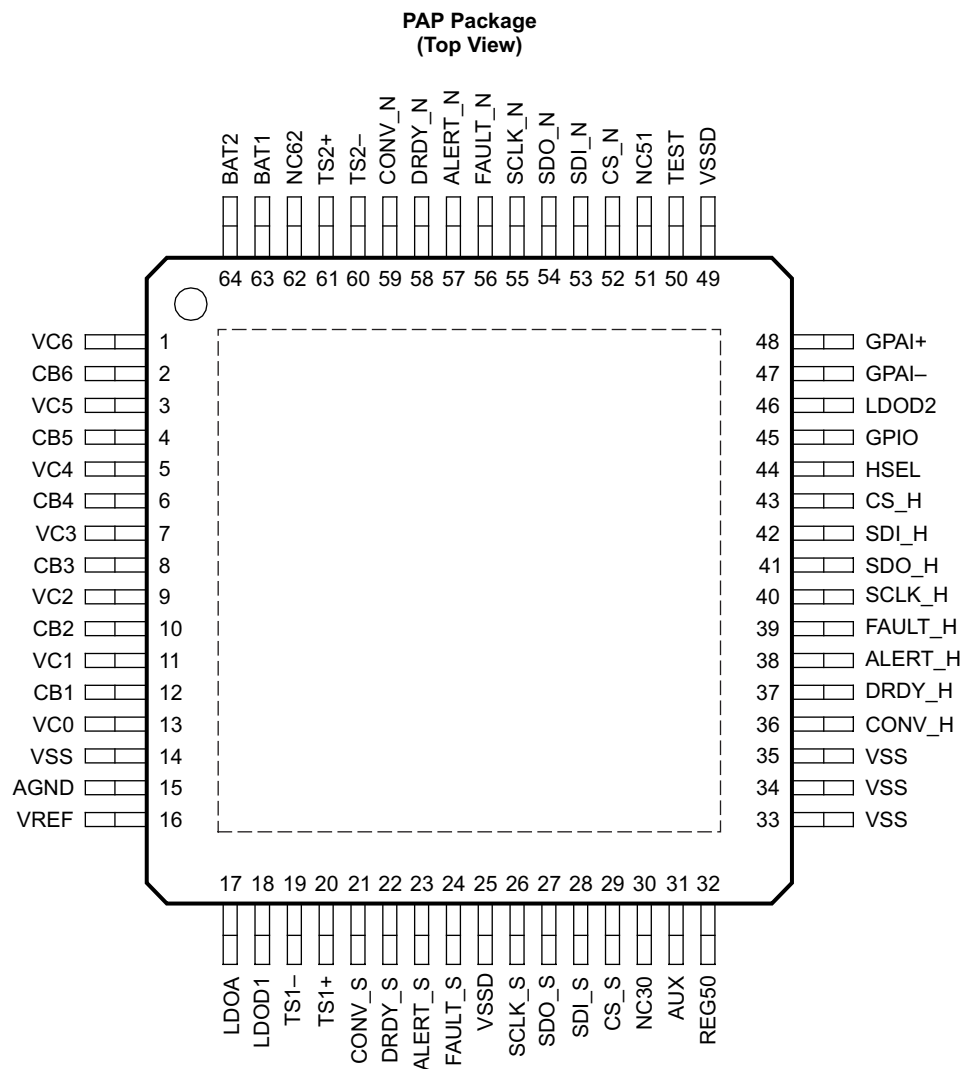 PAP Package
(Top View)
BAT2
BAT1
NC62
TS2+
TS2–
CONV_N
DRDY_N
ALERT_N
FAULT_N
SCLK_N
SDO_N
SDI_N
CS_N
NC51
TEST
VSSD
64 63 62 61 60 59 58 57 56 55 54 53 52 51 50 49
VC6 1 48 GPAI+
CB6 2 47 GPAI–
VC5 3 46 LDOD2
CB5 4 45 GPIO
VC4 5 44 HSEL
CB4 6 43 CS_H
VC3 7 42 SDI_H
CB3 8 41 SDO_H
VC2 9 40 SCLK_H
CB2 10 39 FAULT_H
VC1 11 38 ALERT_H
CB1 12 37 DRDY_H
VC0 13 36 CONV_H
VSS 14 35 VSS
AGND 15 34 VSS
VREF 16 33 VSS
17 18 19 20 21 22 23 24 25 26 27 28 29 30 31 32
LDOA
LDOD1
TS1–
TS1+
CONV_S
DRDY_S
ALERT_S
FAULT_S
VSSD
SCLK_S
SDO_S
SDI_S
CS_S
NC30
AUX
REG50